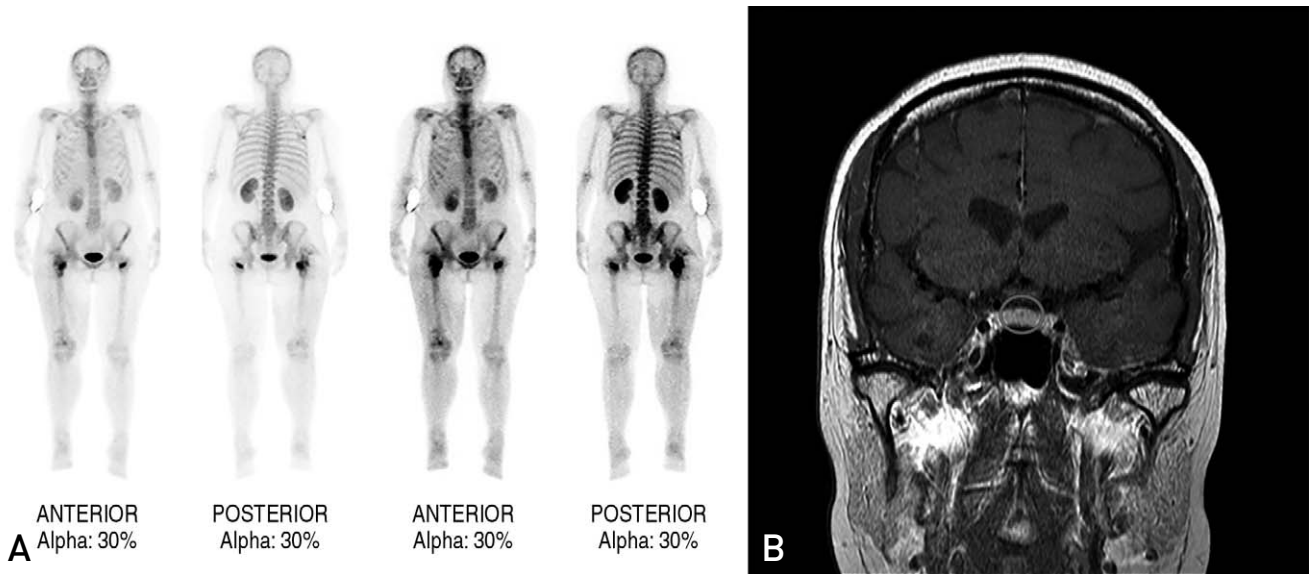 ANTERIOR
Alpha: 30%
POSTERIOR
Alpha: 30%
ANTERIOR
Alpha: 30%
POSTERIOR
Alpha: 30%
A
B